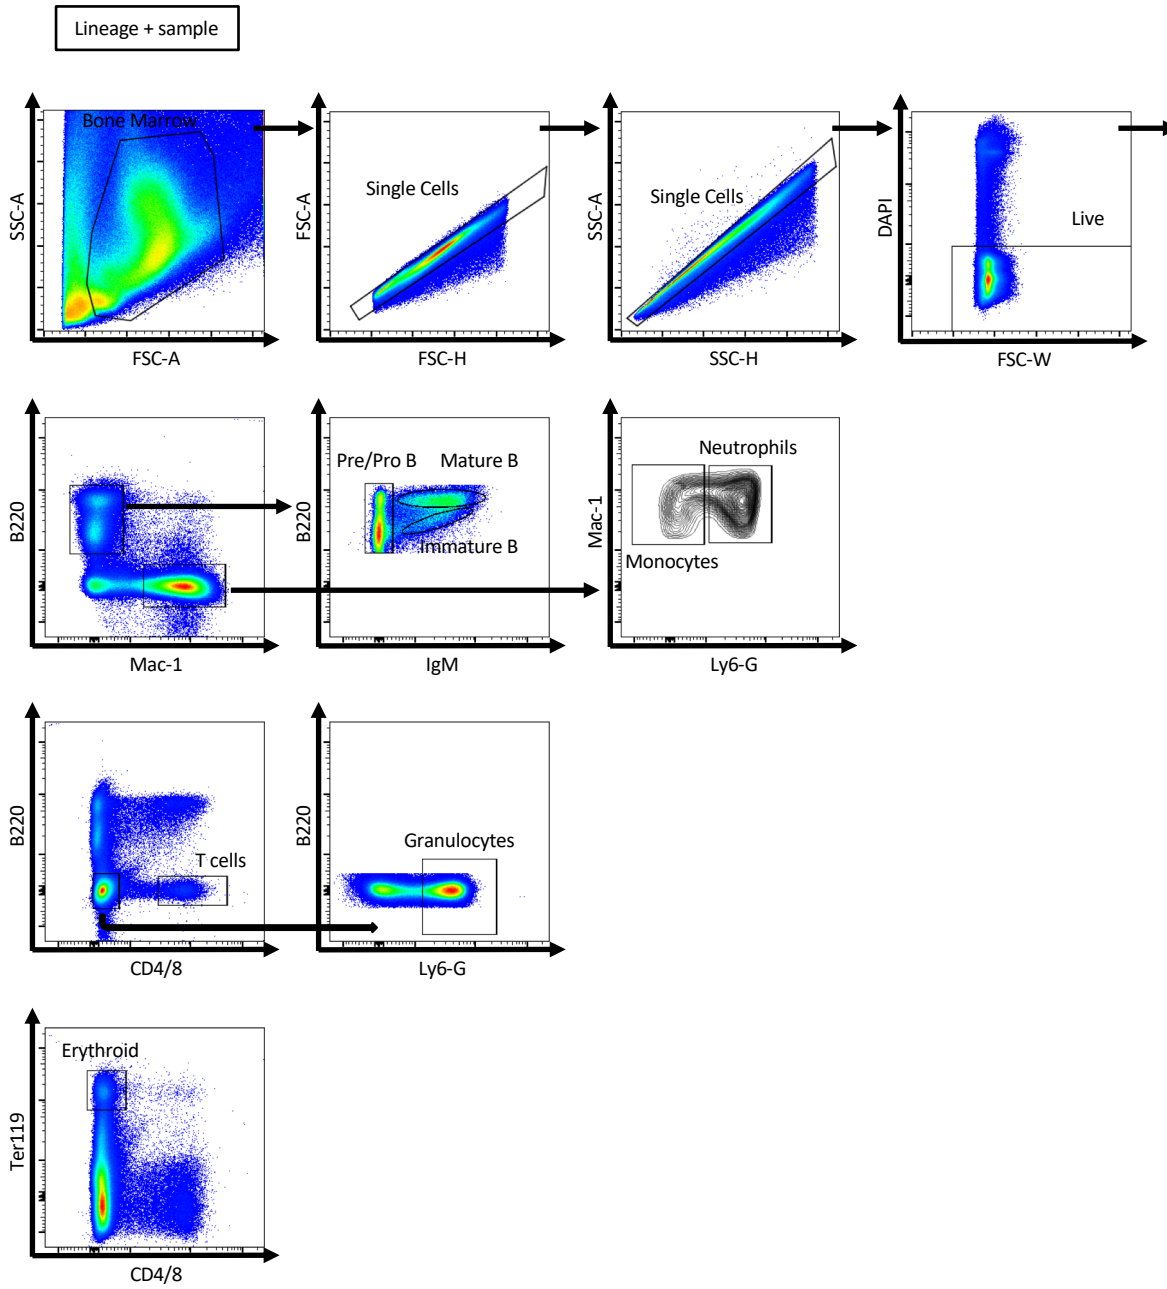 Lineage + sample
Bone Marrow
SSC-A
FSC-A
Single Cells
FSC-A
FSC-H
Single Cells
SSC-A
SSC-H
Live
DAPI
FSC-W
B220
Mac-1
Pre/Pro B
Mature B
Immature B
B220
IgM
Neutrophils
Monocytes
Mac-1
Ly6-G
T cells
B220
CD4/8
Granulocytes
B220
Ly6-G
Erythroid
Ter119
CD4/8